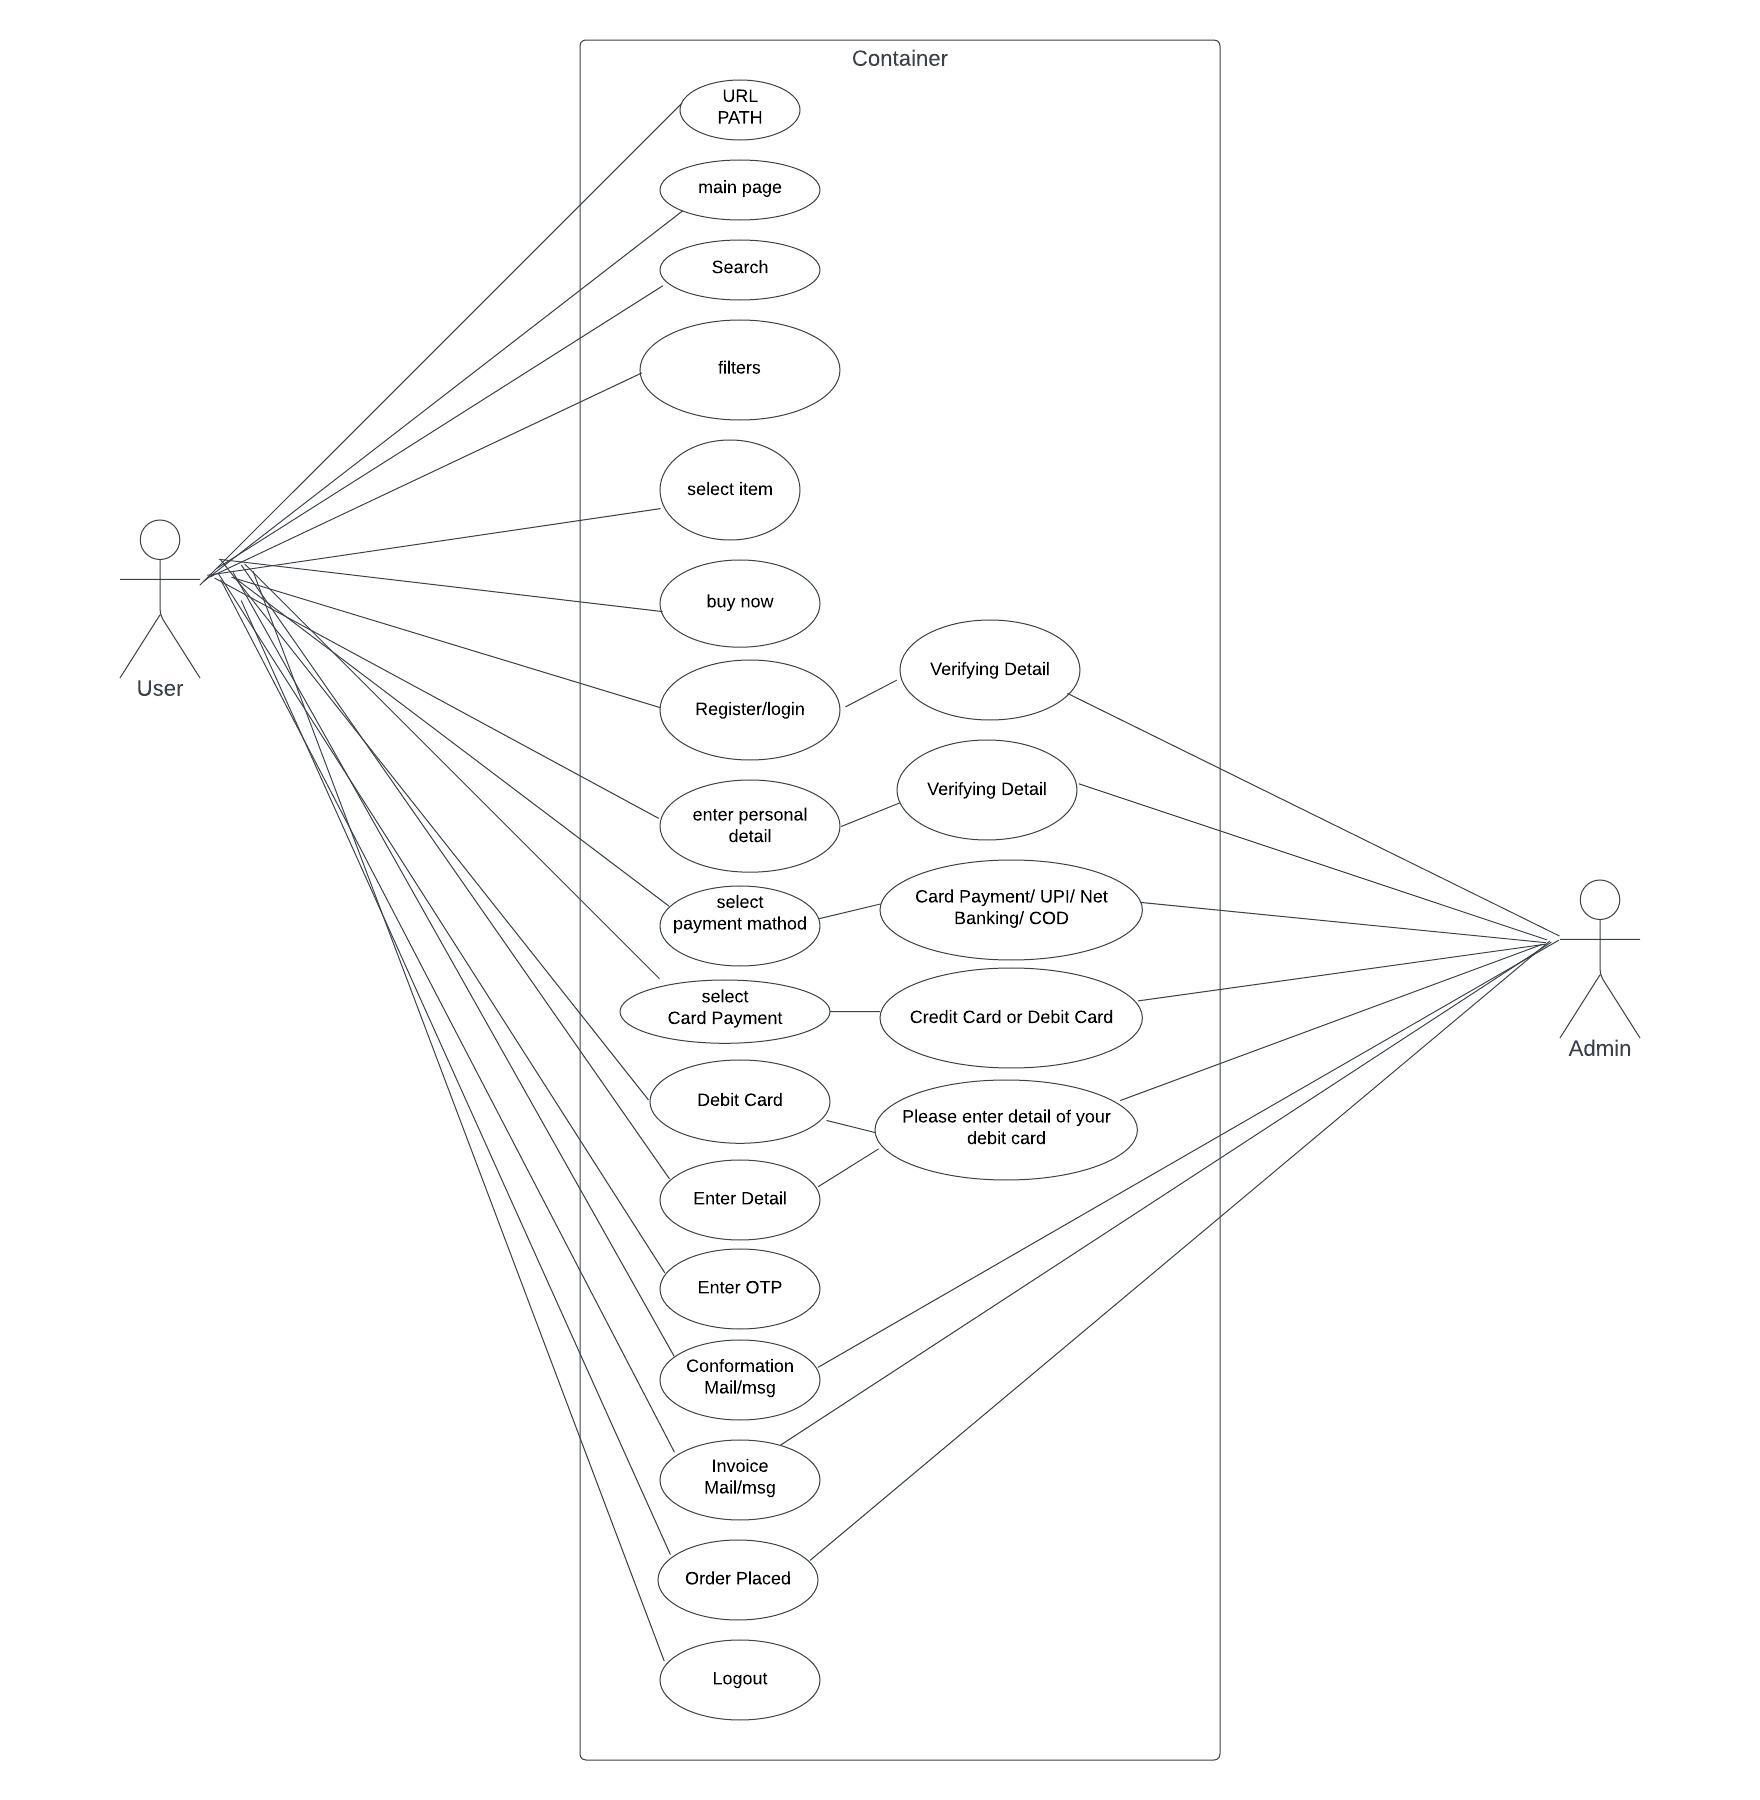 Container
URL
PATH
main page
Search
filters
select item
buy now
User
Register/login
Verifying Detail
enter personal
detail
Verifying Detail
select
payment mathod
Card Payment/ UPI/ Net
Banking/ COD
select
Card Payment
Credit Card or Debit Card
Admin
Debit Card
Please enter detail of your
debit card
Enter Detail
Enter OTP
Conformation
Mail/msg
Invoice
Mail/msg
Order Placed
Logout